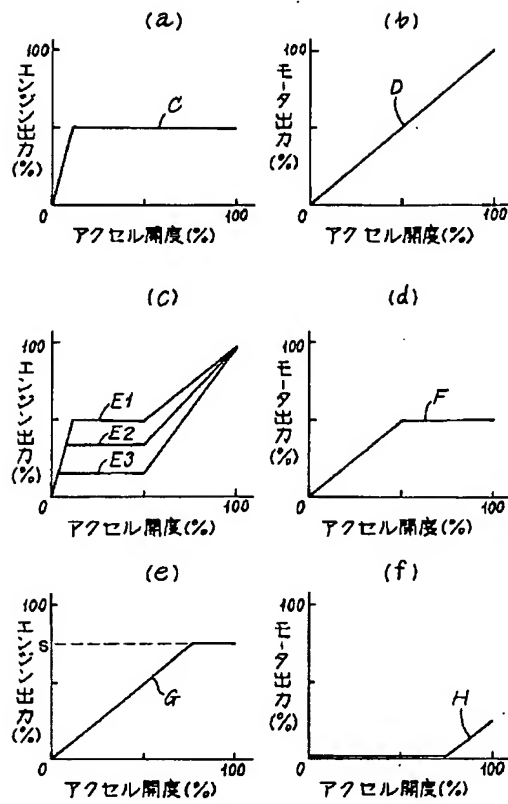 (a)
100
エンジン出力(%)
C
0
100
アクセル開度(%)
(b)
100
モータ出力(%)
D
0
100
アクセル開度(%)
(c)
100
エンジン出力(%)
E1
E2
E3
0
100
アクセル開度(%)
(d)
100
モータ出力(%)
F
0
100
アクセル開度(%)
(e)
100
エンジン出力(%)
S
G
0
100
アクセル開度(%)
(f)
100
モータ出力(%)
H
0
100
アクセル開度(%)